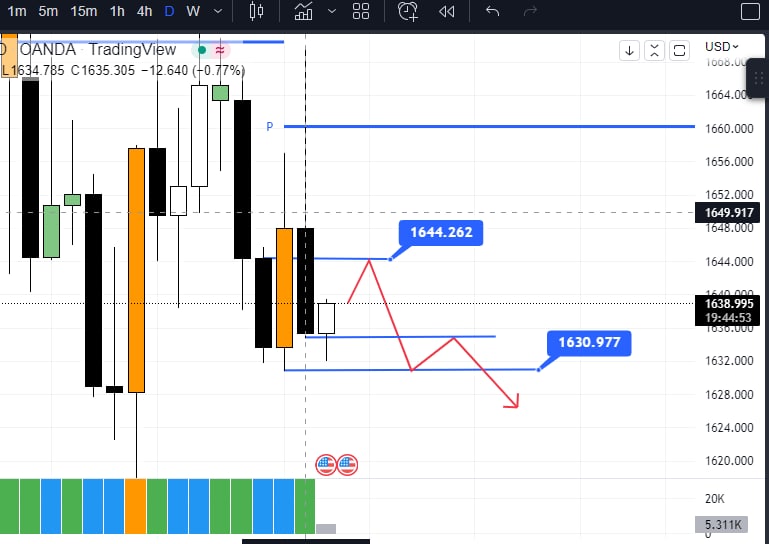 1m 5m 15m 1h 4h D W
OANDA TradingView
L1634.785 C1635.305 −12.640 (−0.77%)
USD
1668.000
1664.000
P
1660.000
1656.000
1652.000
1649.917
1648.000
1644.262
1644.000
1638.995
19:44:53
1636.000
1630.977
1632.000
1628.000
1624.000
1620.000
20K
5.311K
0